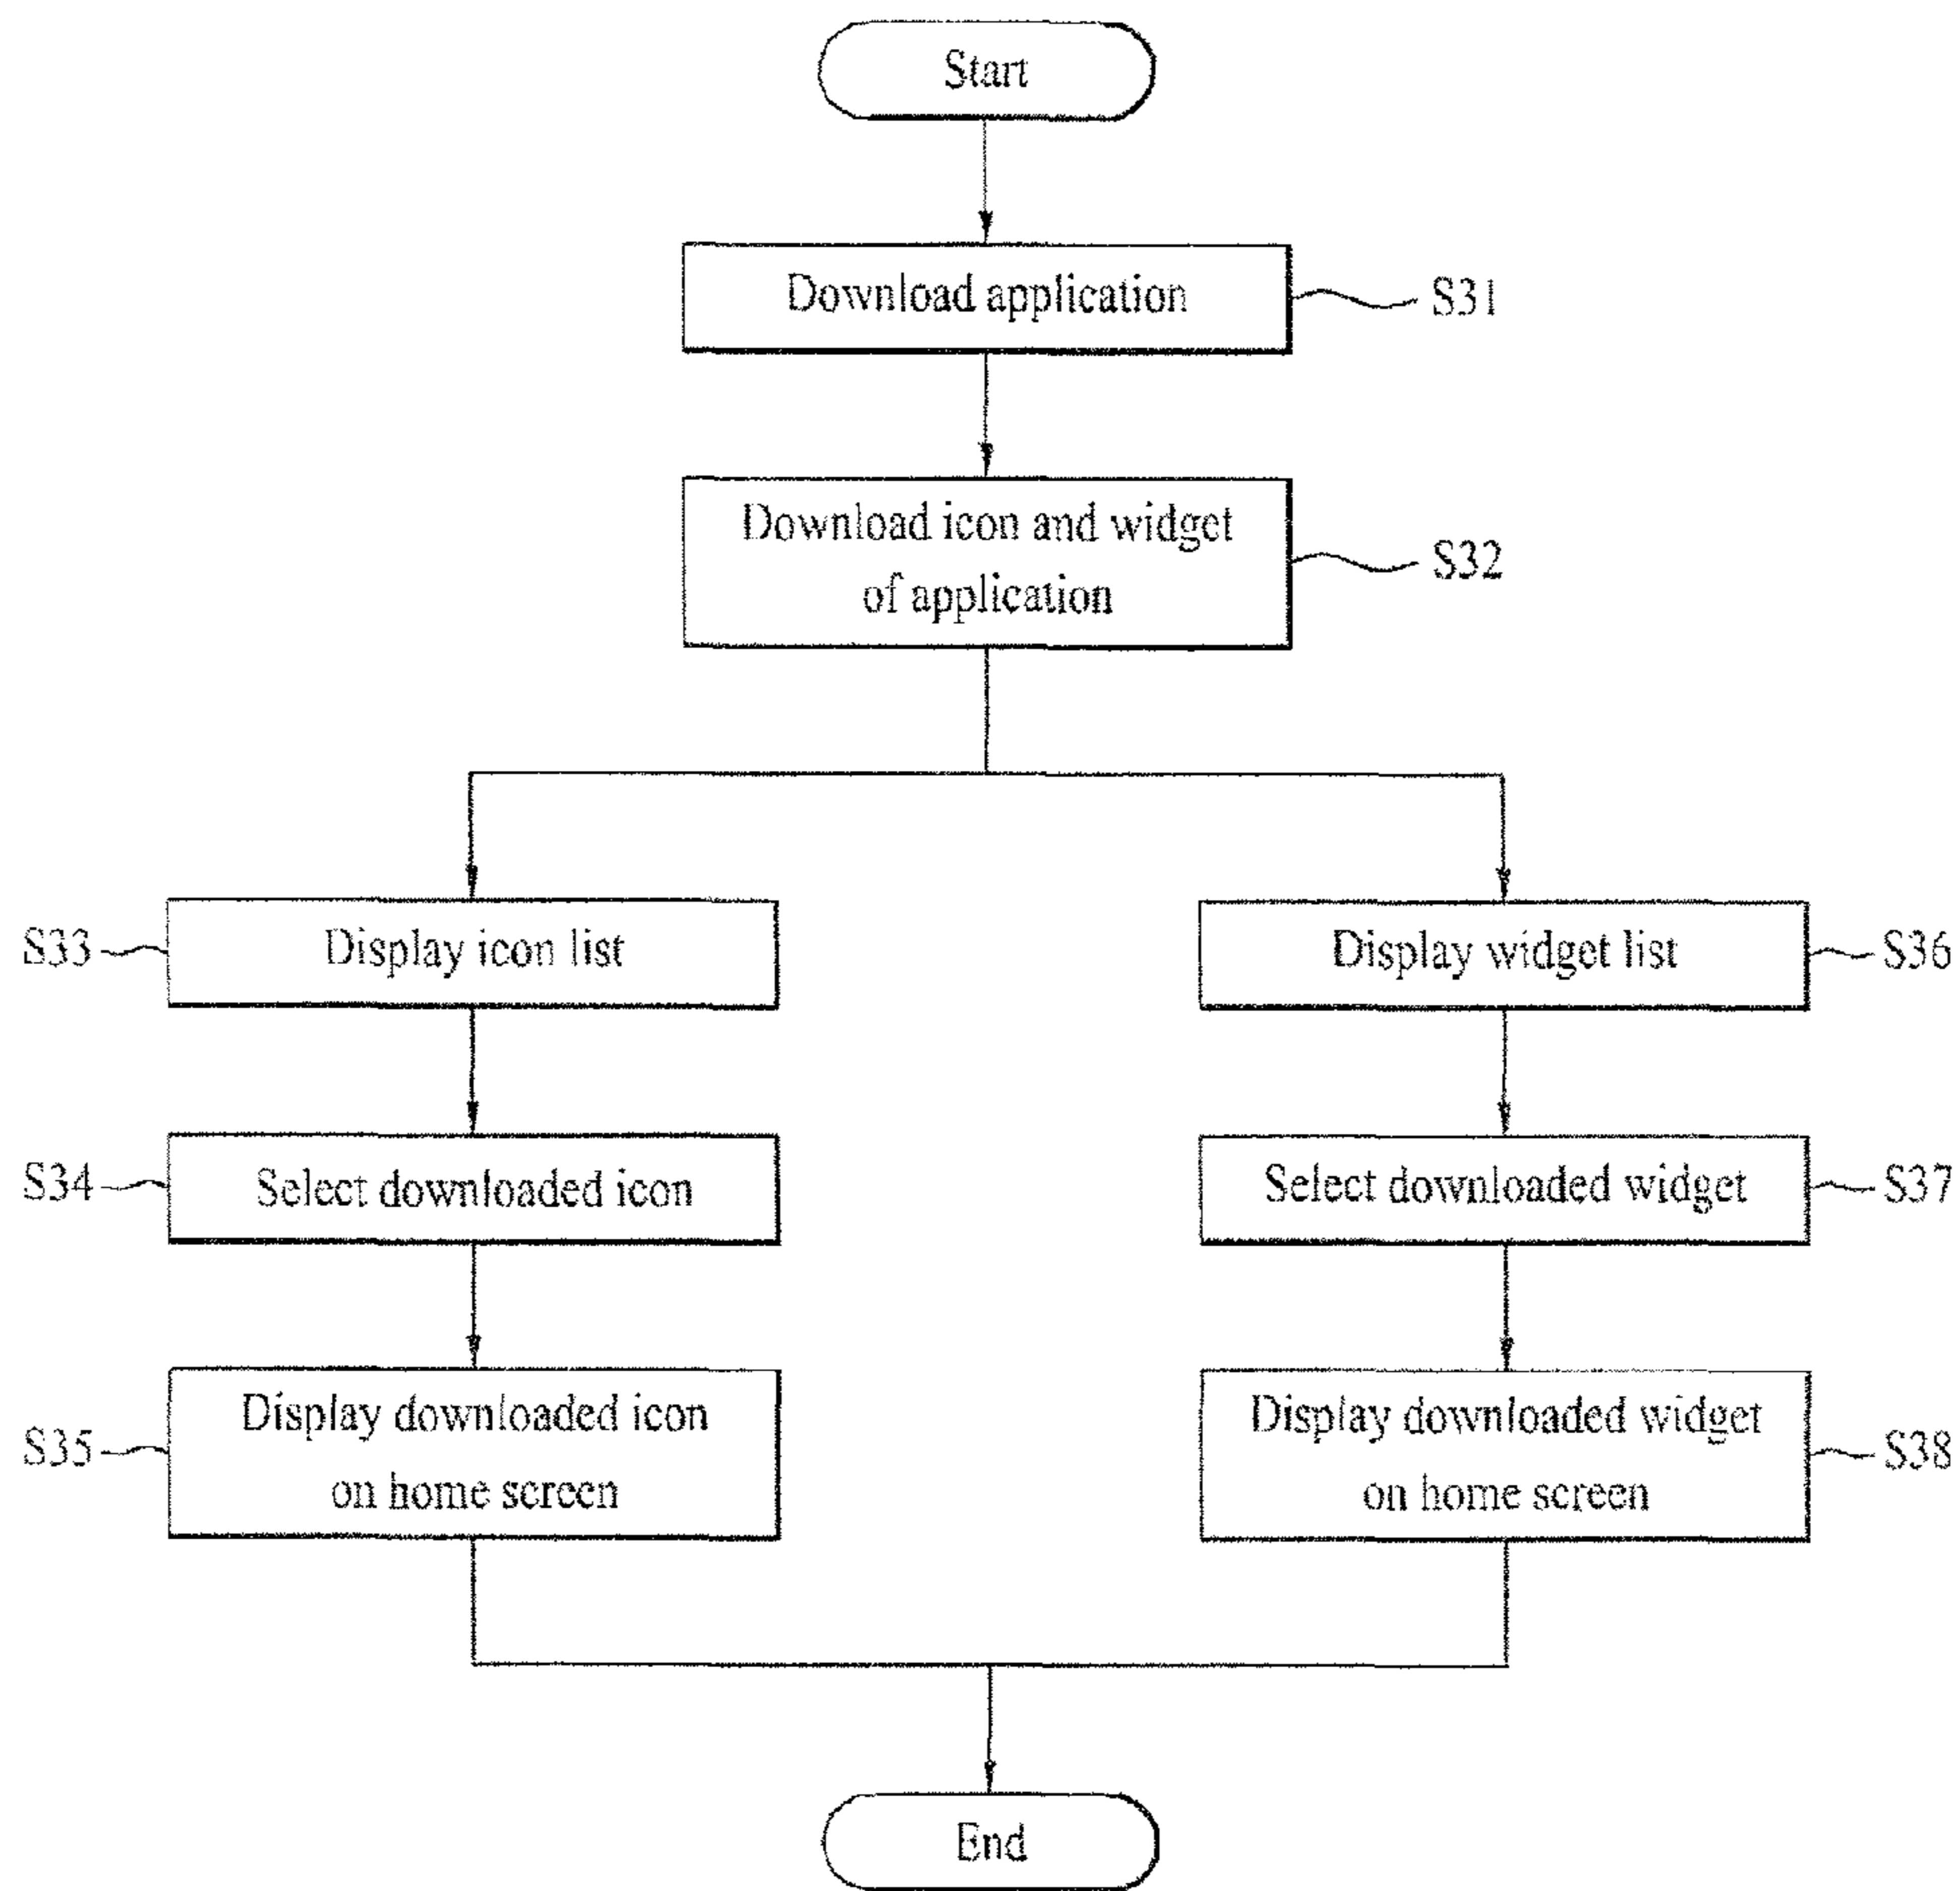 Start
Download application
S31
Download icon and widget
of application
S32
S33
Display icon list
Display widget list
S36
S34
Select downloaded icon
Select downloaded widget
S37
S35
Display downloaded icon
on home screen
Display downloaded widget
on home screen
S38
End